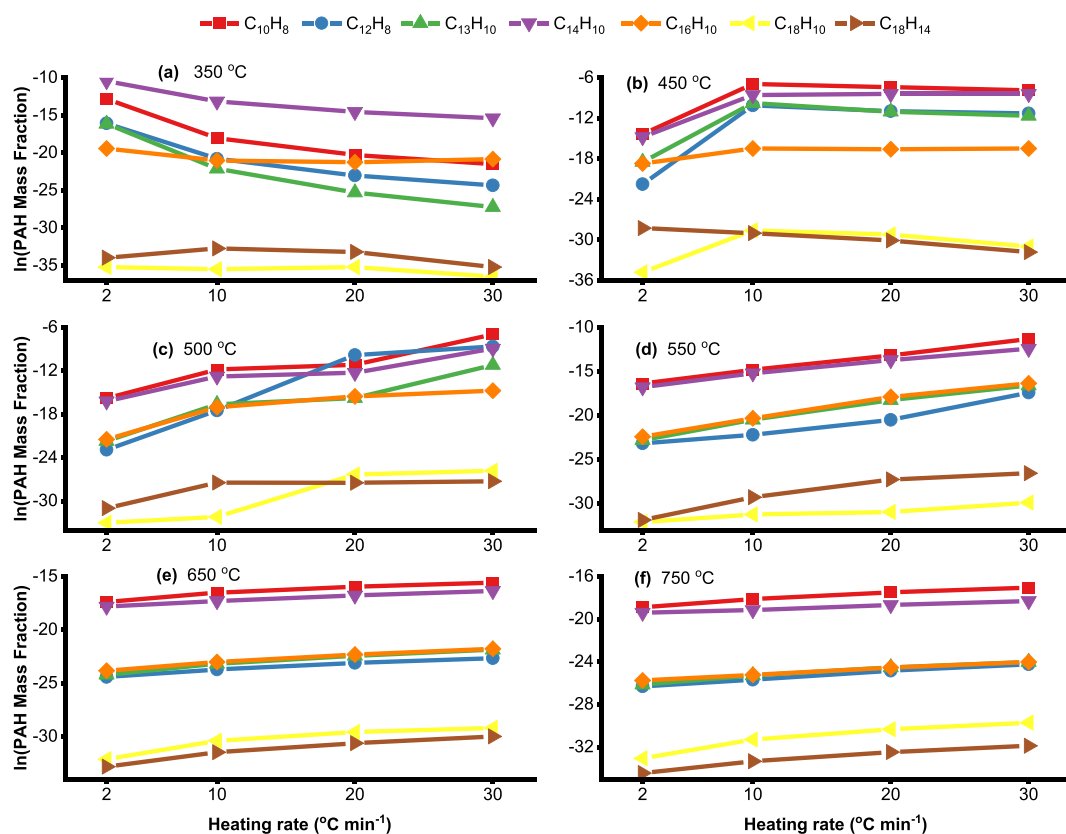 C₁₀H₈ C₁₂H₈ C₁₃H₁₀ C₁₄H₁₀ C₁₆H₁₀ C₁₈H₁₀ C₁₈H₁₄
(a) 350 °C
ln(PAH Mass Fraction)
-10
-15
-20
-25
-30
-35
2 10 20 30
(b) 450 °C
-6
-12
-18
-24
-30
-36
2 10 20 30
(c) 500 °C
ln(PAH Mass Fraction)
-6
-12
-18
-24
-30
2 10 20 30
(d) 550 °C
-10
-15
-20
-25
-30
2 10 20 30
(e) 650 °C
ln(PAH Mass Fraction)
-15
-20
-25
-30
2 10 20 30
Heating rate (°C min⁻¹)
(f) 750 °C
-16
-20
-24
-28
-32
2 10 20 30
Heating rate (°C min⁻¹)